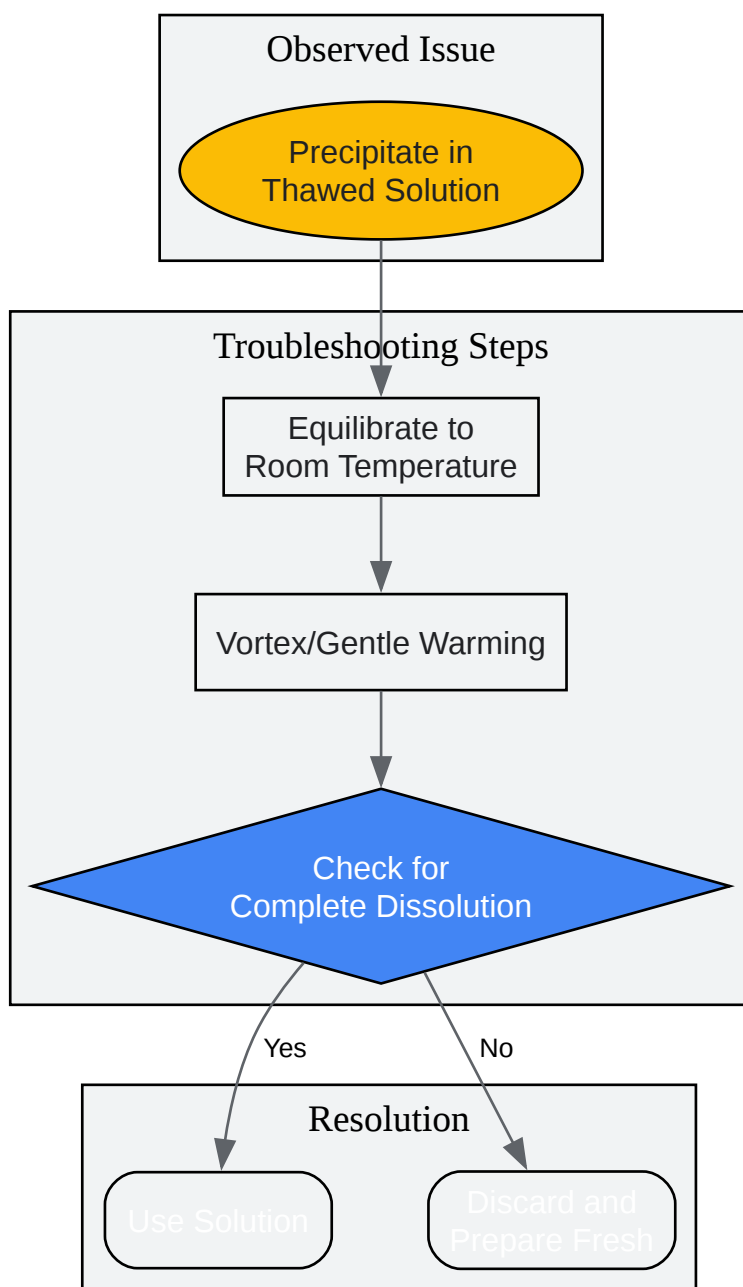 Observed Issue
Precipitate in
Thawed Solution
Troubleshooting Steps
Equilibrate to
Room Temperature
Vortex/Gentle Warming
Check for
Complete Dissolution
Yes
No
Resolution
Use Solution
Discard and
Prepare Fresh